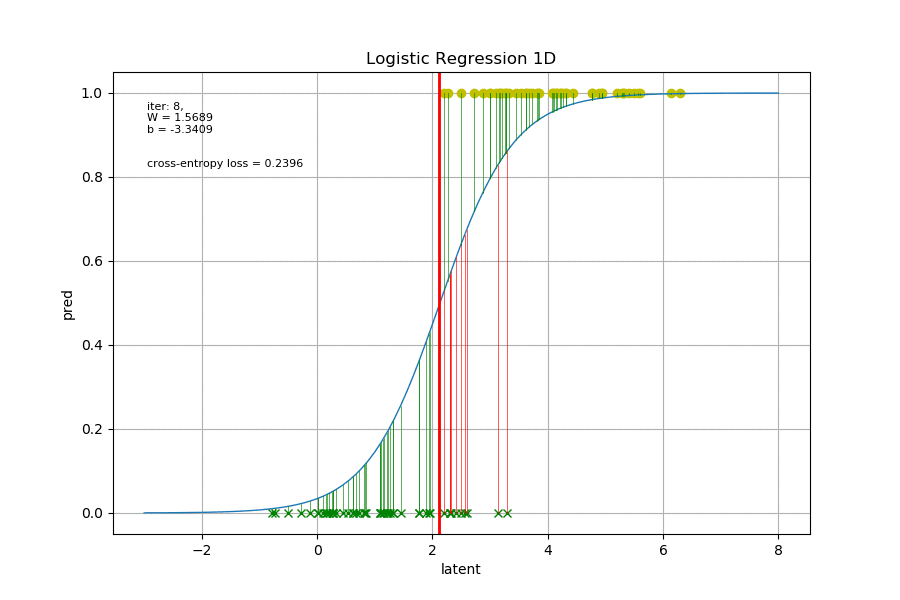 Logistic Regression 1D
1.0
iter: 8,
W = 1.5689
b = -3.3409
cross-entropy loss = 0.2396
0.8
0.6
pred
0.4
0.2
0.0
−2 0 2 4 6 8
latent